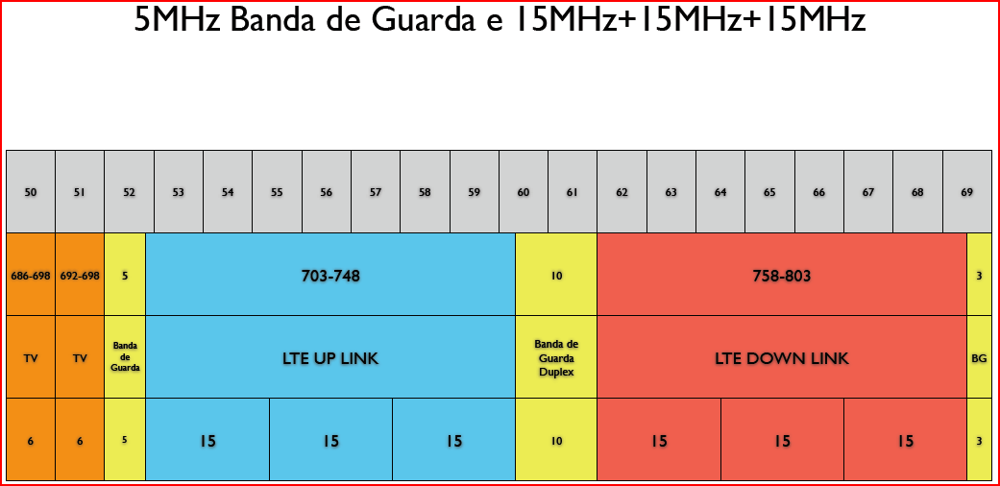 5MHz Banda de Guarda e 15MHz+15MHz+15MHz
50 51 52 53 54 55 56 57 58 59 60 61 62 63 64 65 66 67 68 69
686-698 692-698 5 703-748 10 758-803 3
TV TV Banda de Guarda LTE UP LINK Banda de Guarda Duplex LTE DOWN LINK BG
6 6 5 15 15 15 10 15 15 15 3